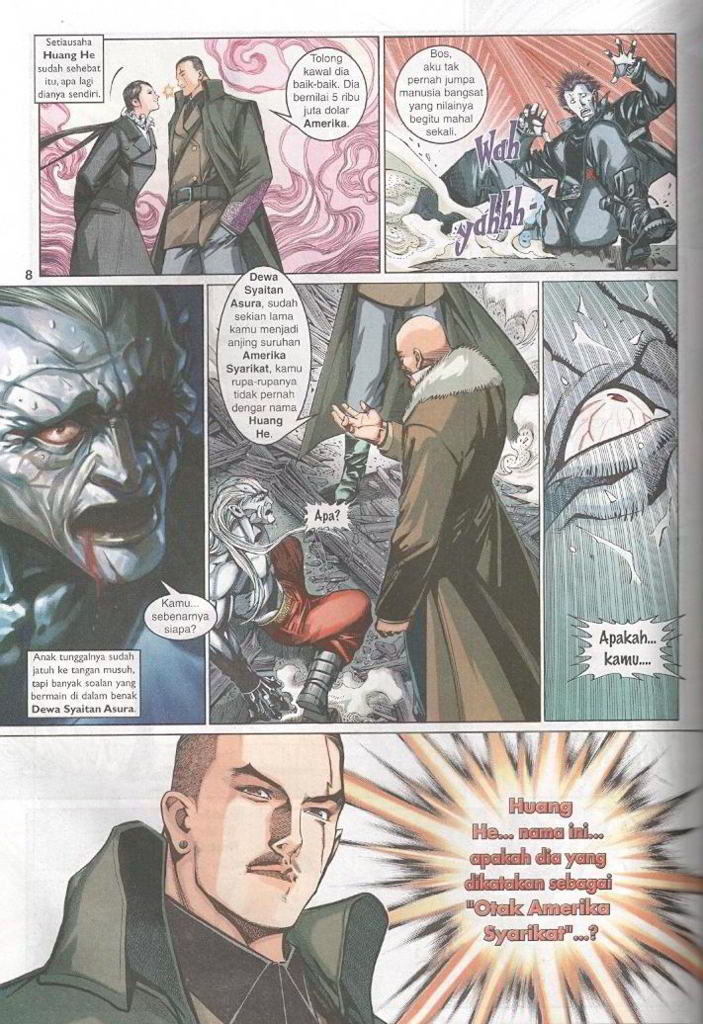 Setiausaha
Huang He
sudah sehebat
itu, apa lagi
dianya sendiri.
Tolong
kawal dia
baik-baik. Dia
bernilai 5 ribu
juta dolar
Amerika.
Bos,
aku tak
pernah jumpa
manusia bangsat
yang nilainya
begitu mahal
sekali.
Wah
yahhh
8
Kamu...
sebenarnya
siapa?
Anak tunggalnya sudah
jatuh ke tangan musuh,
tapi banyak soalan yang
bermain di dalam benak
Dewa Syaitan Asura.
Dewa
Syaitan
Asura, sudah
sekian lama
kamu menjadi
anjing suruhan
Amerika
Syarikat, kamu
rupa-rupanya
tidak pernah
dengar nama
Huang
He.
Apa?
Apakah...
kamu....
Huang
He... nama ini...
apakah dia yang
dikatakan sebagai
"Otak Amerika
Syarikat"...?